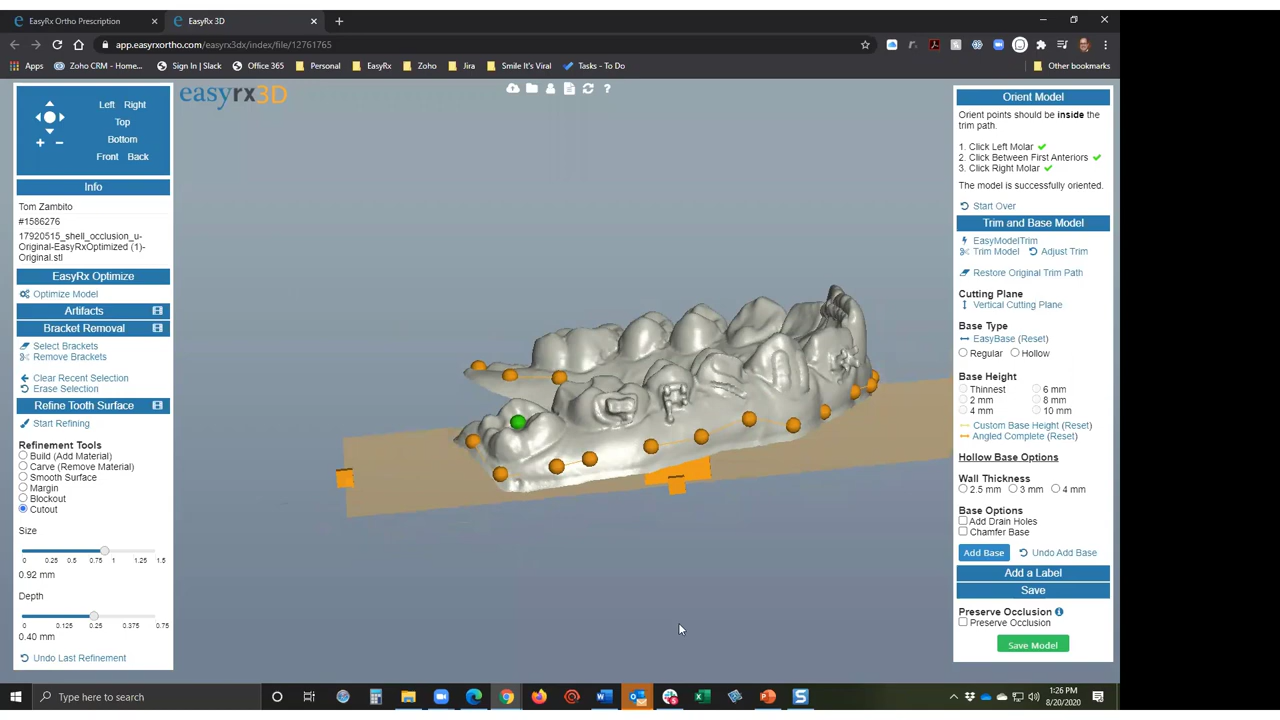 EasyRx Ortho Prescription
EasyRx 3D
app.easyrxortho.com/easyrx3dx/index/file/12761765
Apps
Zoho CRM - Home...
Sign In | Slack
Office 365
Personal
EasyRx
Zoho
Jira
Smile It's Viral
Tasks - To Do
Other bookmarks
Left Right
Top
Bottom
Front Back
Info
Tom Zambito
#1586276
17920515_shell_occlusion_u-
Original-EasyRxOptimized (1)-
Original.stl
EasyRx Optimize
Optimize Model
Artifacts
Bracket Removal
Select Brackets
Remove Brackets
Clear Recent Selection
Erase Selection
Refine Tooth Surface
Start Refining
Refinement Tools
Build (Add Material)
Carve (Remove Material)
Smooth Surface
Margin
Blockout
Cutout
Size
0 0.25 0.5 0.75 1 1.25 1.5
0.92 mm
Depth
0 0.125 0.25 0.375 0.75
0.40 mm
Undo Last Refinement
easyrx3D
Orient Model
Orient points should be inside the
trim path.
1. Click Left Molar
2. Click Between First Anteriors
3. Click Right Molar
The model is successfully oriented.
Start Over
Trim and Base Model
EasyModelTrim
Trim Model Adjust Trim
Restore Original Trim Path
Cutting Plane
Vertical Cutting Plane
Base Type
EasyBase (Reset)
Regular Hollow
Base Height
Thinnest 6 mm
2 mm 8 mm
4 mm 10 mm
Custom Base Height (Reset)
Angled Complete (Reset)
Hollow Base Options
Wall Thickness
2.5 mm 3 mm 4 mm
Base Options
Add Drain Holes
Chamfer Base
Add Base Undo Add Base
Add a Label
Save
Preserve Occlusion
Preserve Occlusion
Save Model
Type here to search
1:26 PM
8/20/2020